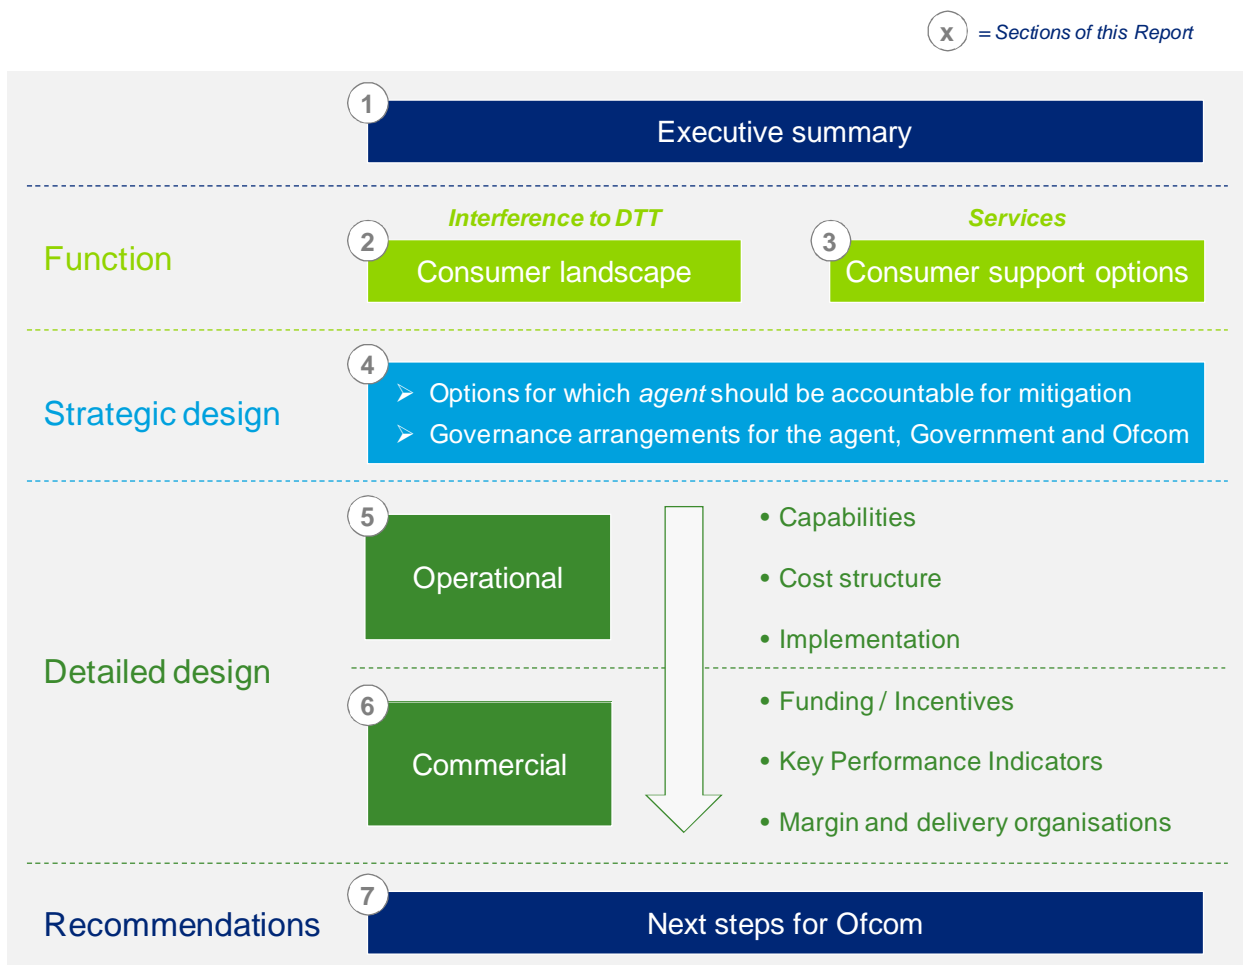 x = Sections of this Report
1
Executive summary
Function
Interference to DTT
2
Consumer landscape
Services
3
Consumer support options
Strategic design
4
➢ Options for which agent should be accountable for mitigation
➢ Governance arrangements for the agent, Government and Ofcom
Detailed design
5
Operational
• Capabilities
• Cost structure
• Implementation
6
Commercial
• Funding / Incentives
• Key Performance Indicators
• Margin and delivery organisations
Recommendations
7
Next steps for Ofcom